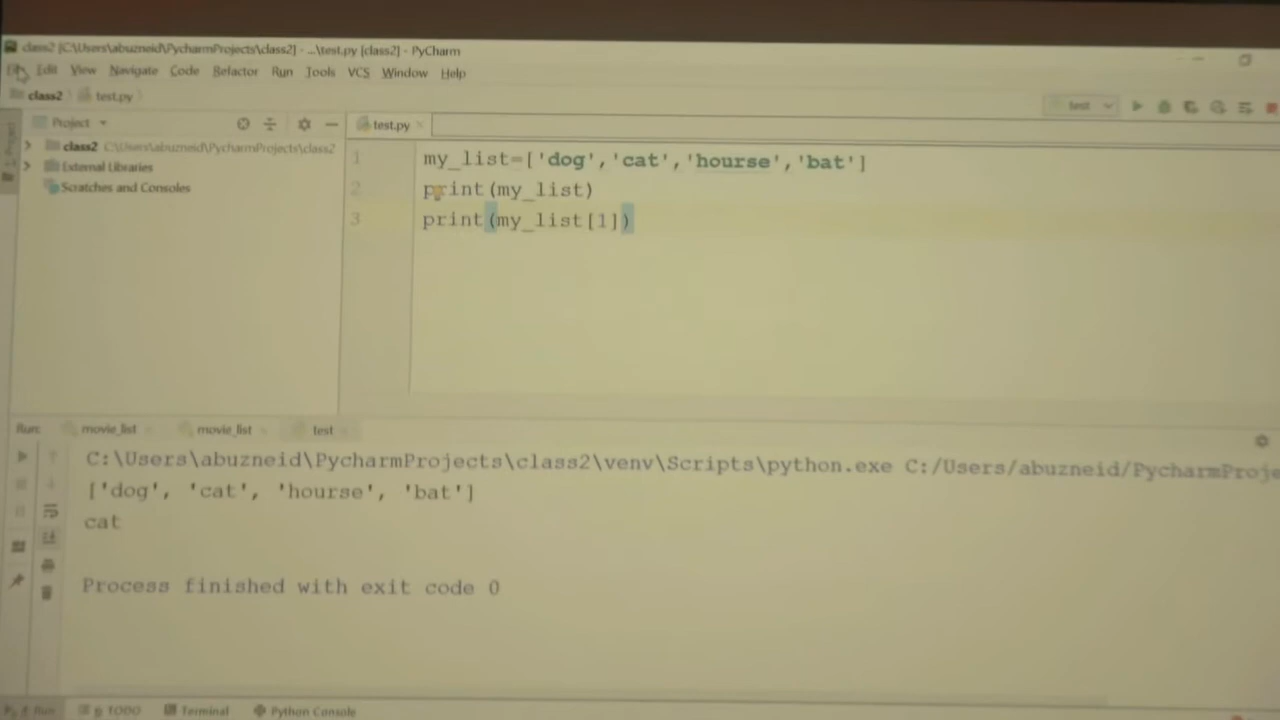 class2 [C:\Users\abuzneid\PycharmProjects\class2] - ...\test.py [class2] - PyCharm
Edit View Navigate Code Refactor Run Tools VCS Window Help
class2 test.py
test
Project
test.py
class2 C:\Users\abuzneid\PycharmProjects\class2
External Libraries
Scratches and Consoles
1 my_list=['dog','cat','hourse','bat']
2 print(my_list)
3 print(my_list[1])
Run: movie_list movie_list test
C:\Users\abuzneid\PycharmProjects\class2\venv\Scripts\python.exe C:/Users/abuzneid/PycharmProje
['dog', 'cat', 'hourse', 'bat']
cat
Process finished with exit code 0
4: Run 6: TODO Terminal Python Console